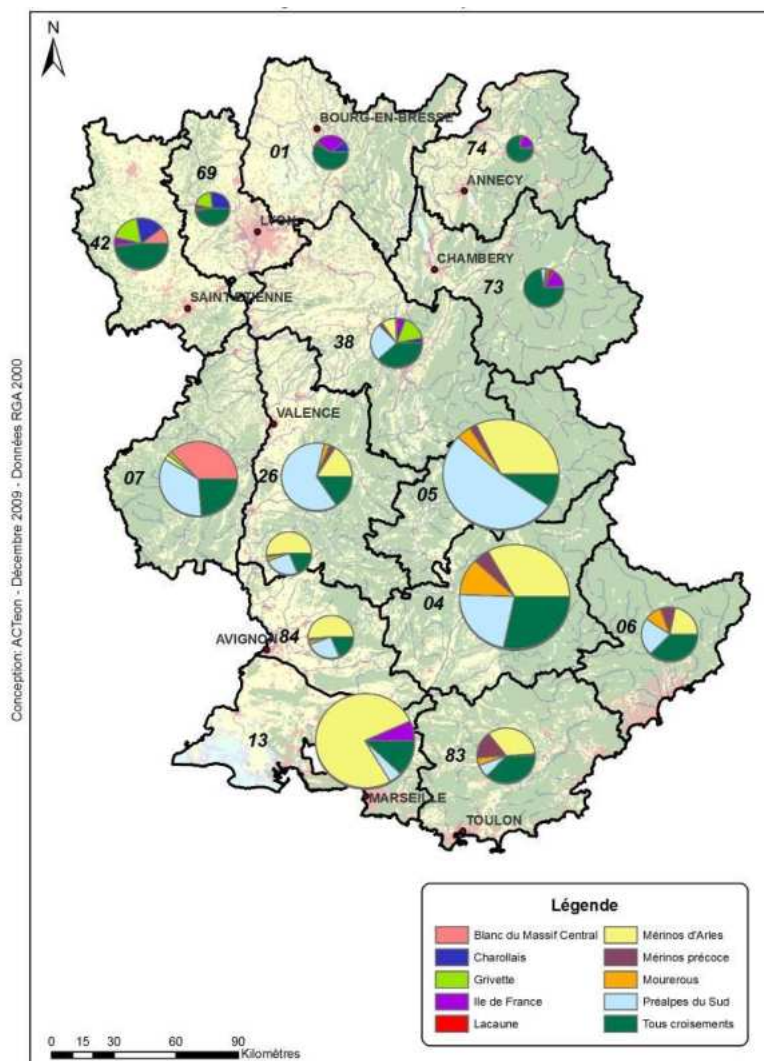 N
BOURG-EN-BRESSE
01
74
69
ANNECY
LYON
42
CHAMBERY
73
SAINT-ETIENNE
38
VALENCE
07
26
05
04
06
84
AVIGNON
13
83
MARSEILLE
TOULON
Conception: ACTeon - Décembre 2009 - Données RGA 2000
Légende
Blanc du Massif Central
Charollais
Grivette
Ile de France
Lacaune
Mérinos d'Arles
Mérinos précoce
Mourerous
Préalpes du Sud
Tous croisements
0 15 30 60 90
Kilomètres